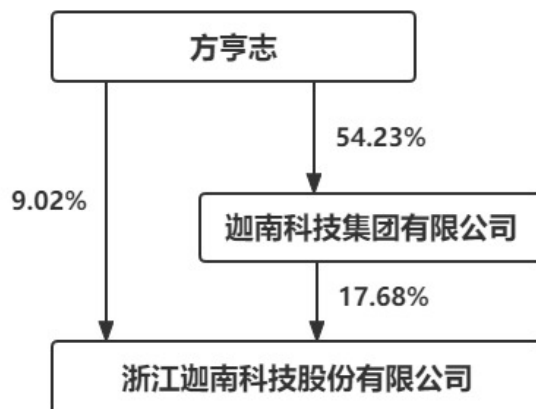 方亨志
54.23%
9.02%
迦南科技集团有限公司
17.68%
浙江迦南科技股份有限公司